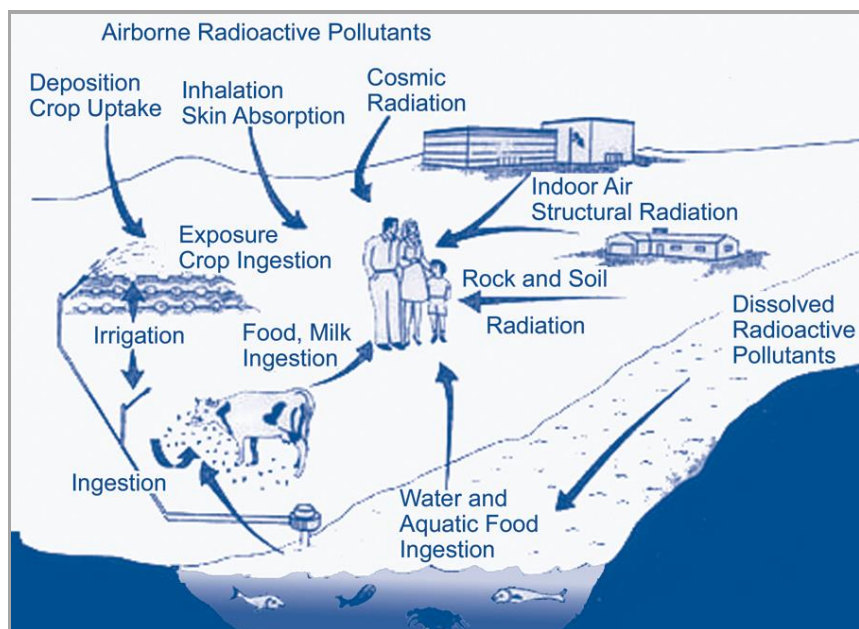 Airborne Radioactive Pollutants
Deposition
Crop Uptake
Inhalation
Skin Absorption
Cosmic
Radiation
Indoor Air
Structural Radiation
Exposure
Crop Ingestion
Rock and Soil
Radiation
Dissolved
Radioactive
Pollutants
Irrigation
Food, Milk
Ingestion
Ingestion
Water and
Aquatic Food
Ingestion